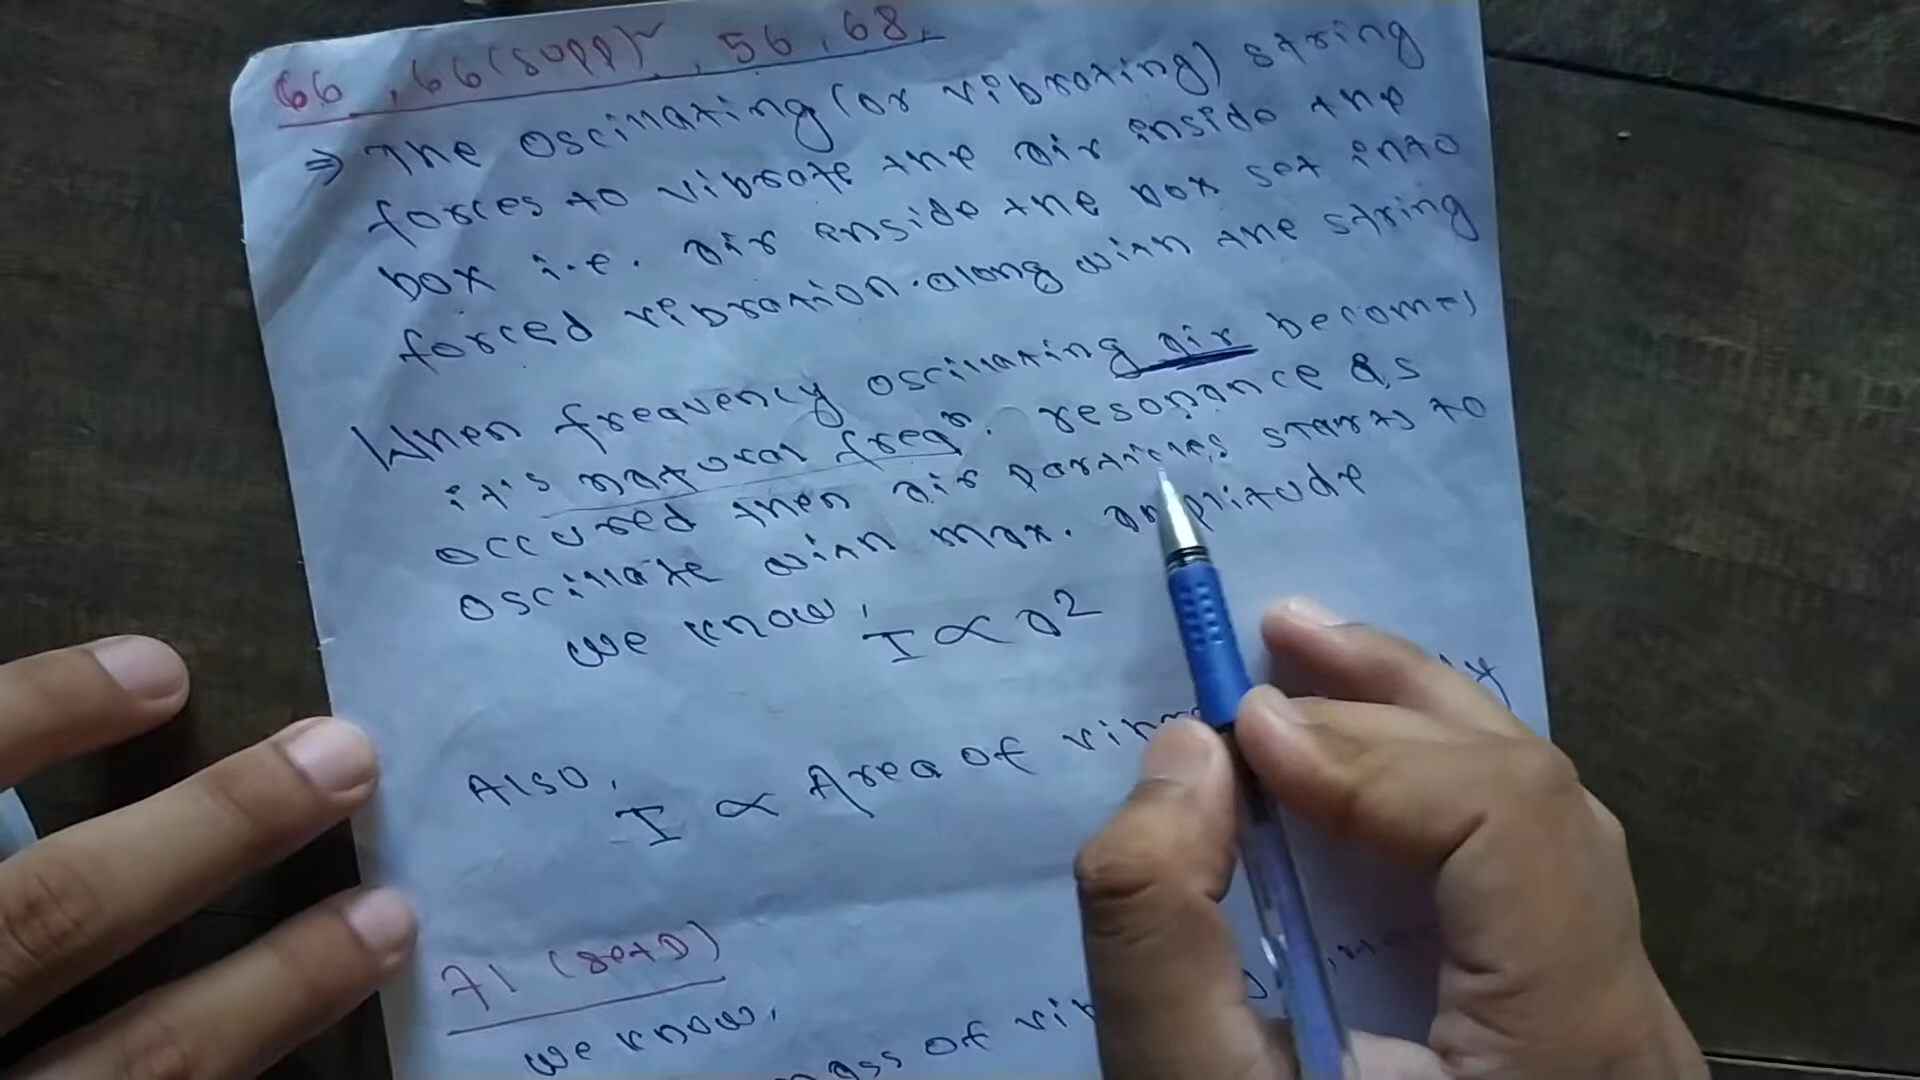 66, 66(supp), 56, 68,
⇒ The oscillating (or vibrating) string
forces to vibrate the air inside the
box i.e. air inside the box set into
forced vibration along with the string
When frequency oscillating air becomes
it's natural freqn. resonance is
occured then air particles starts to
oscillate with max. amplitude
we know,
I ∝ a²
Also,
I ∝ Area of
71 (set D)
we know,
of